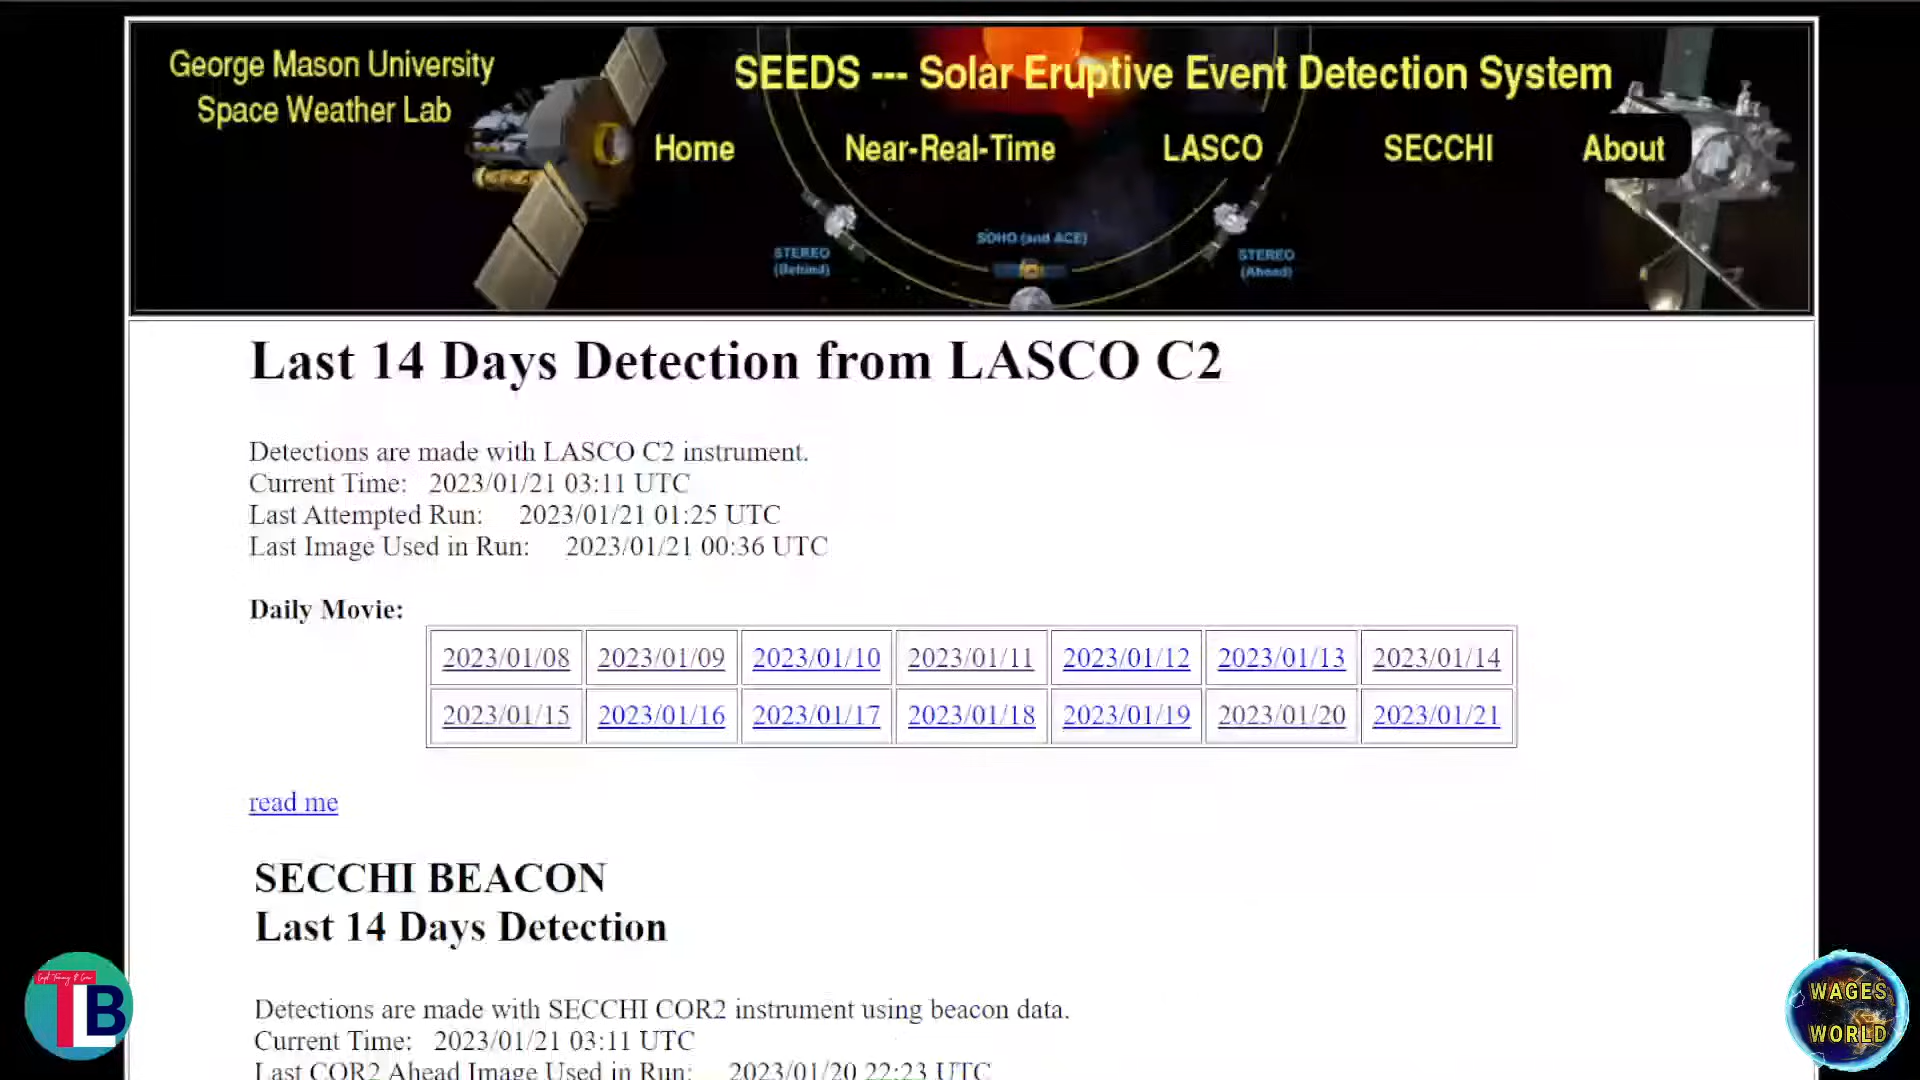 George Mason University
Space Weather Lab
SEEDS --- Solar Eruptive Event Detection System
Home Near-Real-Time LASCO SECCHI About
SOHO (and ACE)
STEREO
(Behind)
STEREO
(Ahead)
Last 14 Days Detection from LASCO C2
Detections are made with LASCO C2 instrument.
Current Time: 2023/01/21 03:11 UTC
Last Attempted Run: 2023/01/21 01:25 UTC
Last Image Used in Run: 2023/01/21 00:36 UTC
Daily Movie:
2023/01/08 2023/01/09 2023/01/10 2023/01/11 2023/01/12 2023/01/13 2023/01/14
2023/01/15 2023/01/16 2023/01/17 2023/01/18 2023/01/19 2023/01/20 2023/01/21
read me
SECCHI BEACON
Last 14 Days Detection
Detections are made with SECCHI COR2 instrument using beacon data.
Current Time: 2023/01/21 03:11 UTC
Last COR2 Ahead Image Used in Run: 2023/01/20 22:23 UTC
TLB
WAGES
WORLD